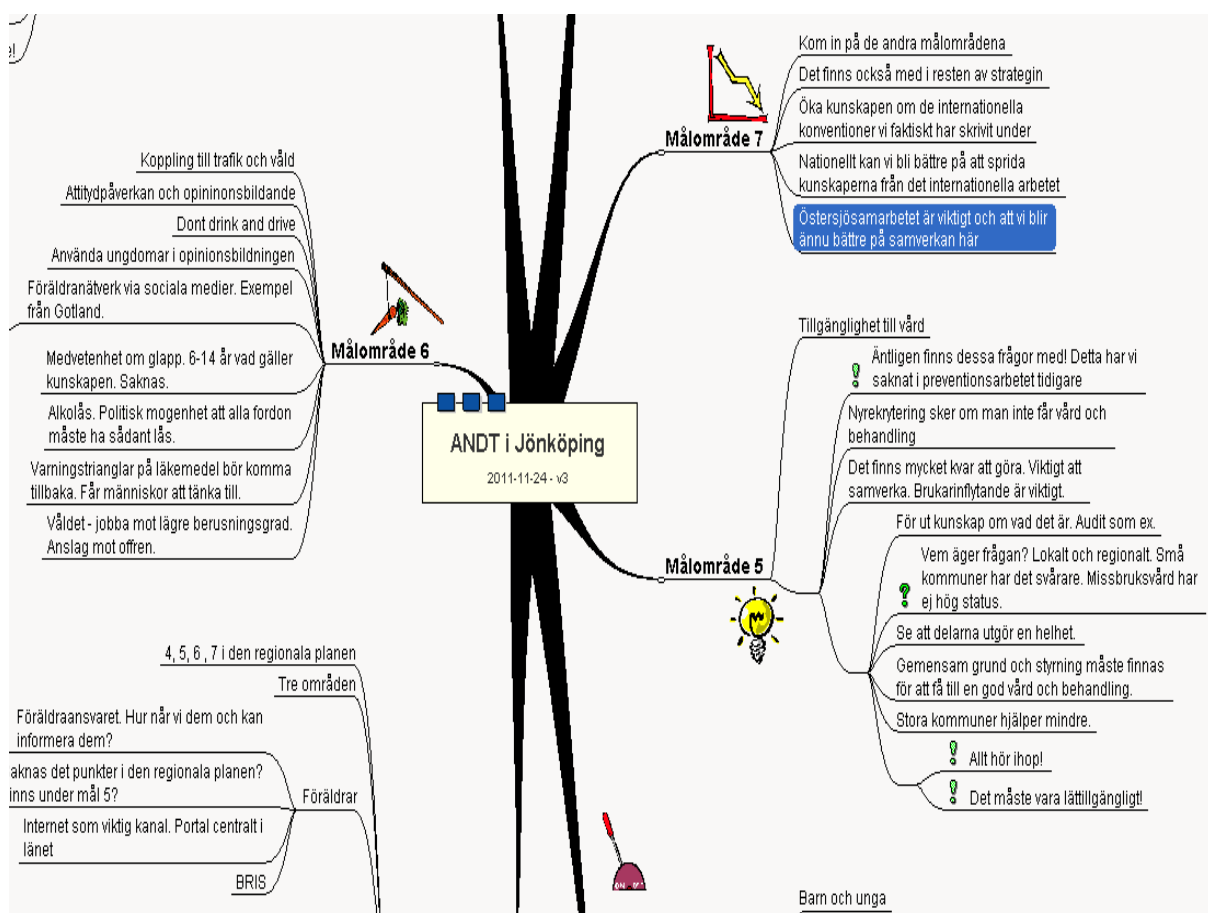 e!
Kom in på de andra målområdena
Det finns också med i resten av strategin
Öka kunskapen om de internationella
konventioner vi faktiskt har skrivit under
Målområde 7
Nationellt kan vi bli bättre på att sprida
kunskaperna från det internationella arbetet
Östersjösamarbetet är viktigt och att vi blir
ännu bättre på samverkan här
Koppling till trafik och våld
Attitydpåverkan och opininonsbildande
Dont drink and drive
Använda ungdomar i opinionsbildningen
Föräldranätverk via sociala medier. Exempel
från Gotland.
Målområde 6
Medvetenhet om glapp. 6-14 år vad gäller
kunskapen. Saknas.
Alkolås. Politisk mogenhet att alla fordon
måste ha sådant lås.
Varningstrianglar på läkemedel bör komma
tillbaka. Får människor att tänka till.
Våldet - jobba mot lägre berusningsgrad.
Anslag mot offren.
ANDT i Jönköping
2011-11-24 - v3
Tillgänglighet till vård
! Äntligen finns dessa frågor med! Detta har vi
saknat i preventionsarbetet tidigare
Nyrekrytering sker om man inte får vård och
behandling
Det finns mycket kvar att göra. Viktigt att
samverka. Brukarinflytande är viktigt.
Målområde 5
För ut kunskap om vad det är. Audit som ex.
Vem äger frågan? Lokalt och regionalt. Små
? kommuner har det svårare. Missbruksvård har
ej hög status.
Se att delarna utgör en helhet.
Gemensam grund och styrning måste finnas
för att få till en god vård och behandling.
Stora kommuner hjälper mindre.
! Allt hör ihop!
! Det måste vara lättillgängligt!
4, 5, 6 , 7 i den regionala planen
Tre områden
Föräldraansvaret. Hur når vi dem och kan
informera dem?
aknas det punkter i den regionala planen?
inns under mål 5?
Föräldrar
Internet som viktig kanal. Portal centralt i
länet
BRIS
Barn och unga